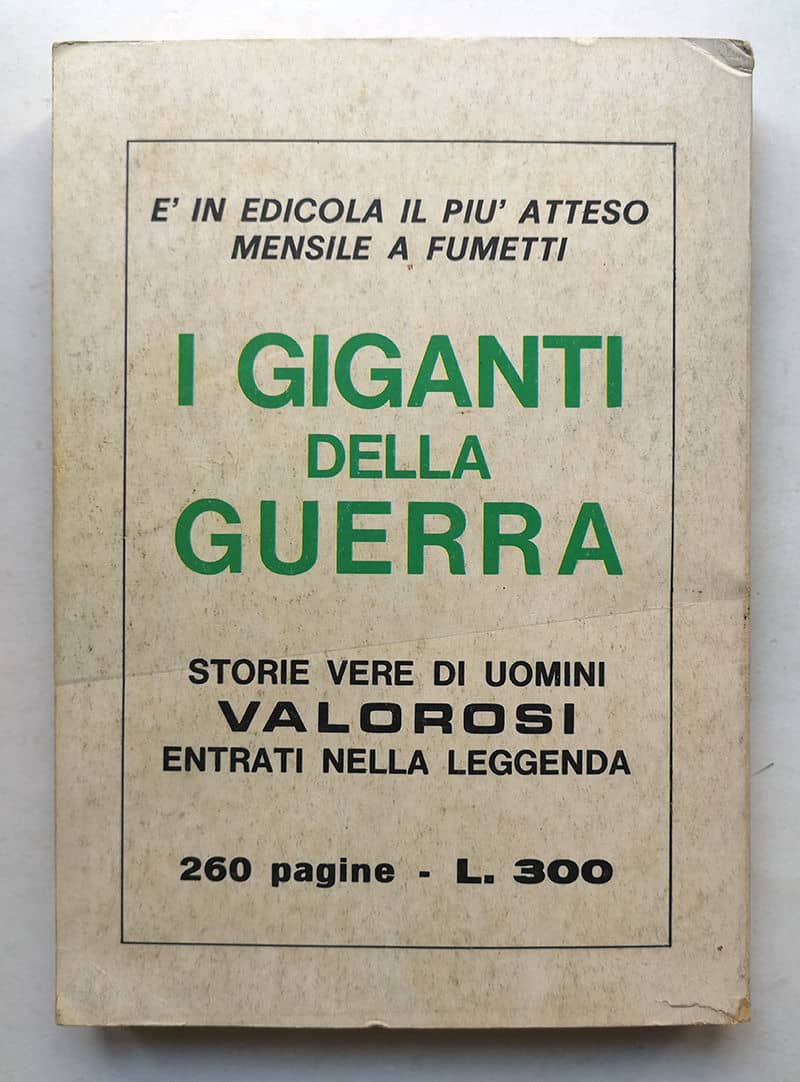 E' IN EDICOLA IL PIU' ATTESO
MENSILE A FUMETTI
I GIGANTI
DELLA
GUERRA
STORIE VERE DI UOMINI
VALOROSI
ENTRATI NELLA LEGGENDA
260 pagine - L. 300